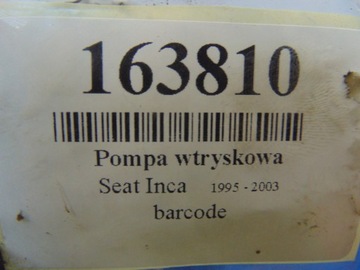 163810
Pompa wtryskowa
Seat Inca 1995 - 2003
barcode